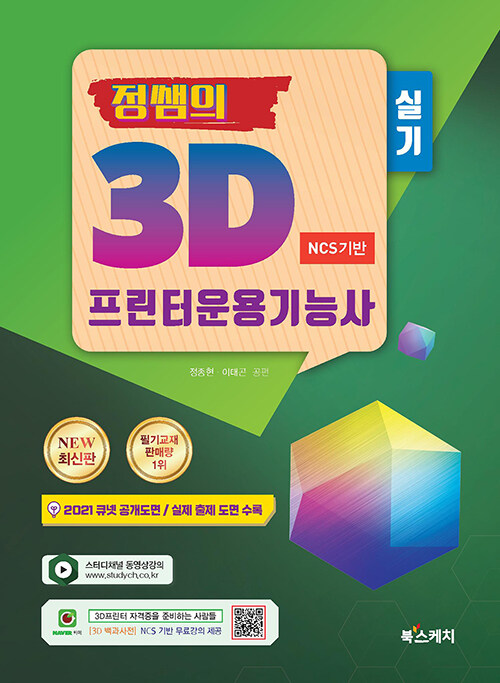 정쌤의
실기
3D
NCS기반
프린터운용기능사
정종현 · 이대곤 공편
NEW
최신판
필기교재
판매량
1위
2021 큐넷 공개도면 / 실제 출제 도면 수록
스터디채널 동영상강의
www.studych.co.kr
NAVER 카페
3D프린터 자격증을 준비하는 사람들
[3D 백과사전] NCS 기반 무료강의 제공
북스케치